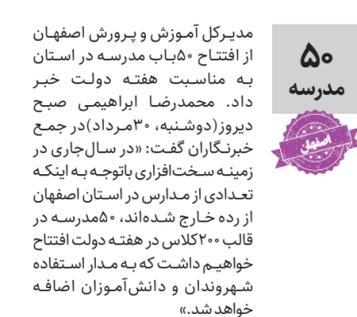 ۵۰
مدرسه
اصفهان
مدیرکل آموزش و پرورش اصفهان
از افتتاح ۵۰باب مدرسه در استان
به مناسبت هفته دولت خبر
داد. محمدرضا ابراهیمی صبح
دیروز(دوشنبه، ۳۰مرداد)در جمع
خبرنگاران گفت: «در سال‌جاری در
زمینه سخت‌افزاری باتوجه به اینکه
تعدادی از مدارس در استان اصفهان
از رده خارج شده‌اند، ۵۰مدرسه در
قالب ۲۰۰کلاس در هفته دولت افتتاح
خواهیم داشت که به مدار استفاده
شهروندان و دانش‌آموزان اضافه
خواهد شد.»